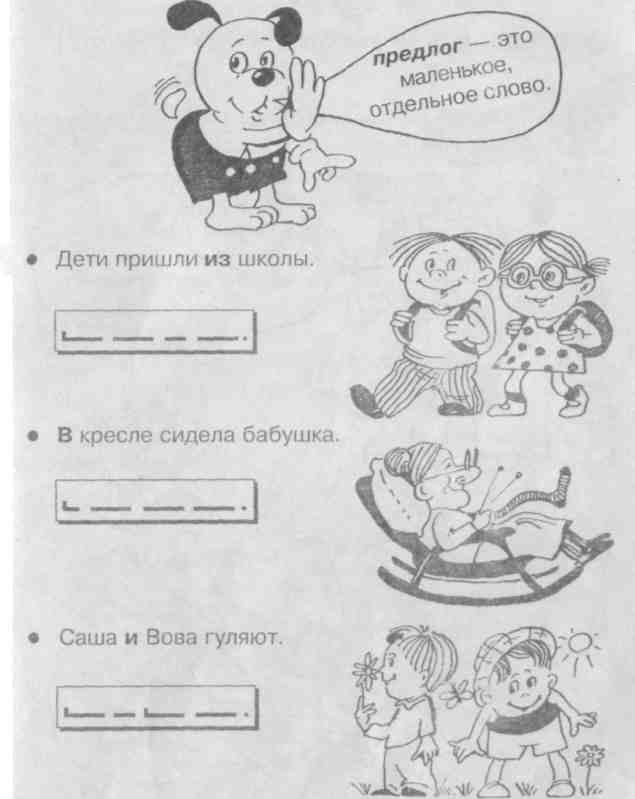 предлог — это
маленькое,
отдельное слово.
Дети пришли из школы.
В кресле сидела бабушка.
Саша и Вова гуляют.